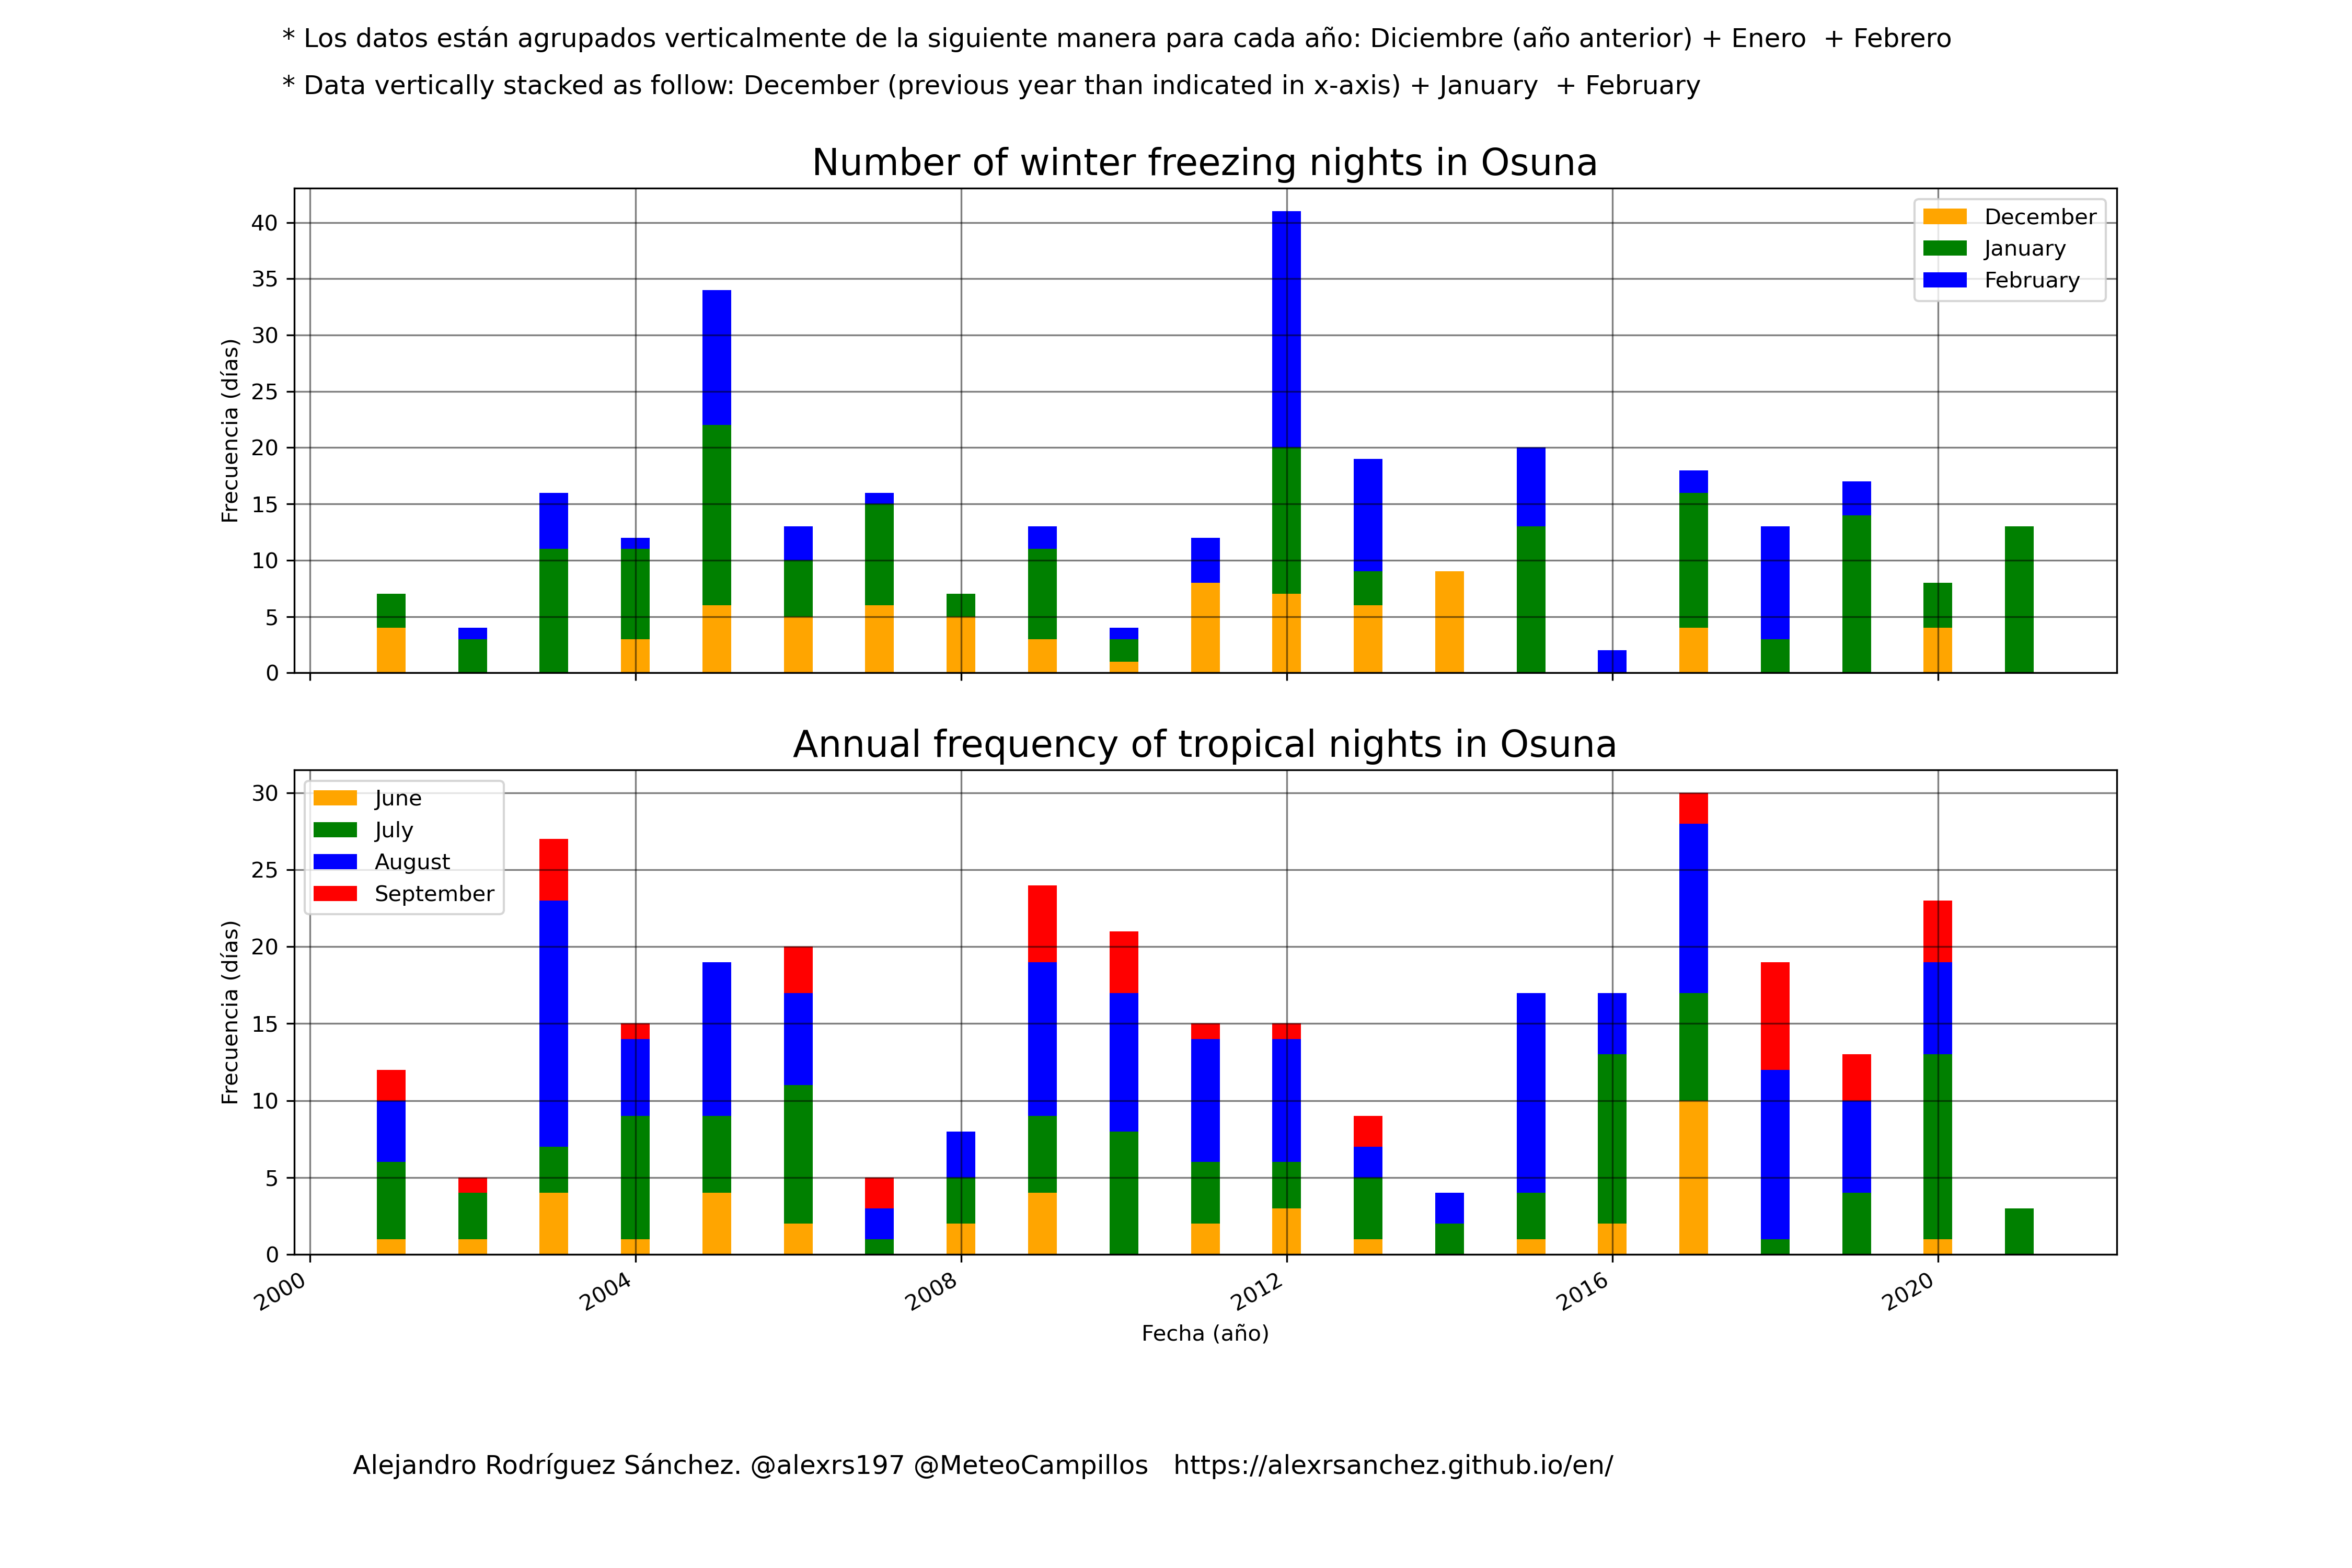 * Los datos están agrupados verticalmente de la siguiente manera para cada año: Diciembre (año anterior) + Enero  + Febrero
* Data vertically stacked as follow: December (previous year than indicated in x-axis) + January  + February
Number of winter freezing nights in Osuna
Frecuencia (días)
40
35
30
25
20
15
10
5
0
December
January
February
Annual frequency of tropical nights in Osuna
Frecuencia (días)
30
25
20
15
10
5
0
June
July
August
September
2000
2004
2008
2012
2016
2020
Fecha (año)
Alejandro Rodríguez Sánchez. @alexrs197 @MeteoCampillos   https://alexrsanchez.github.io/en/